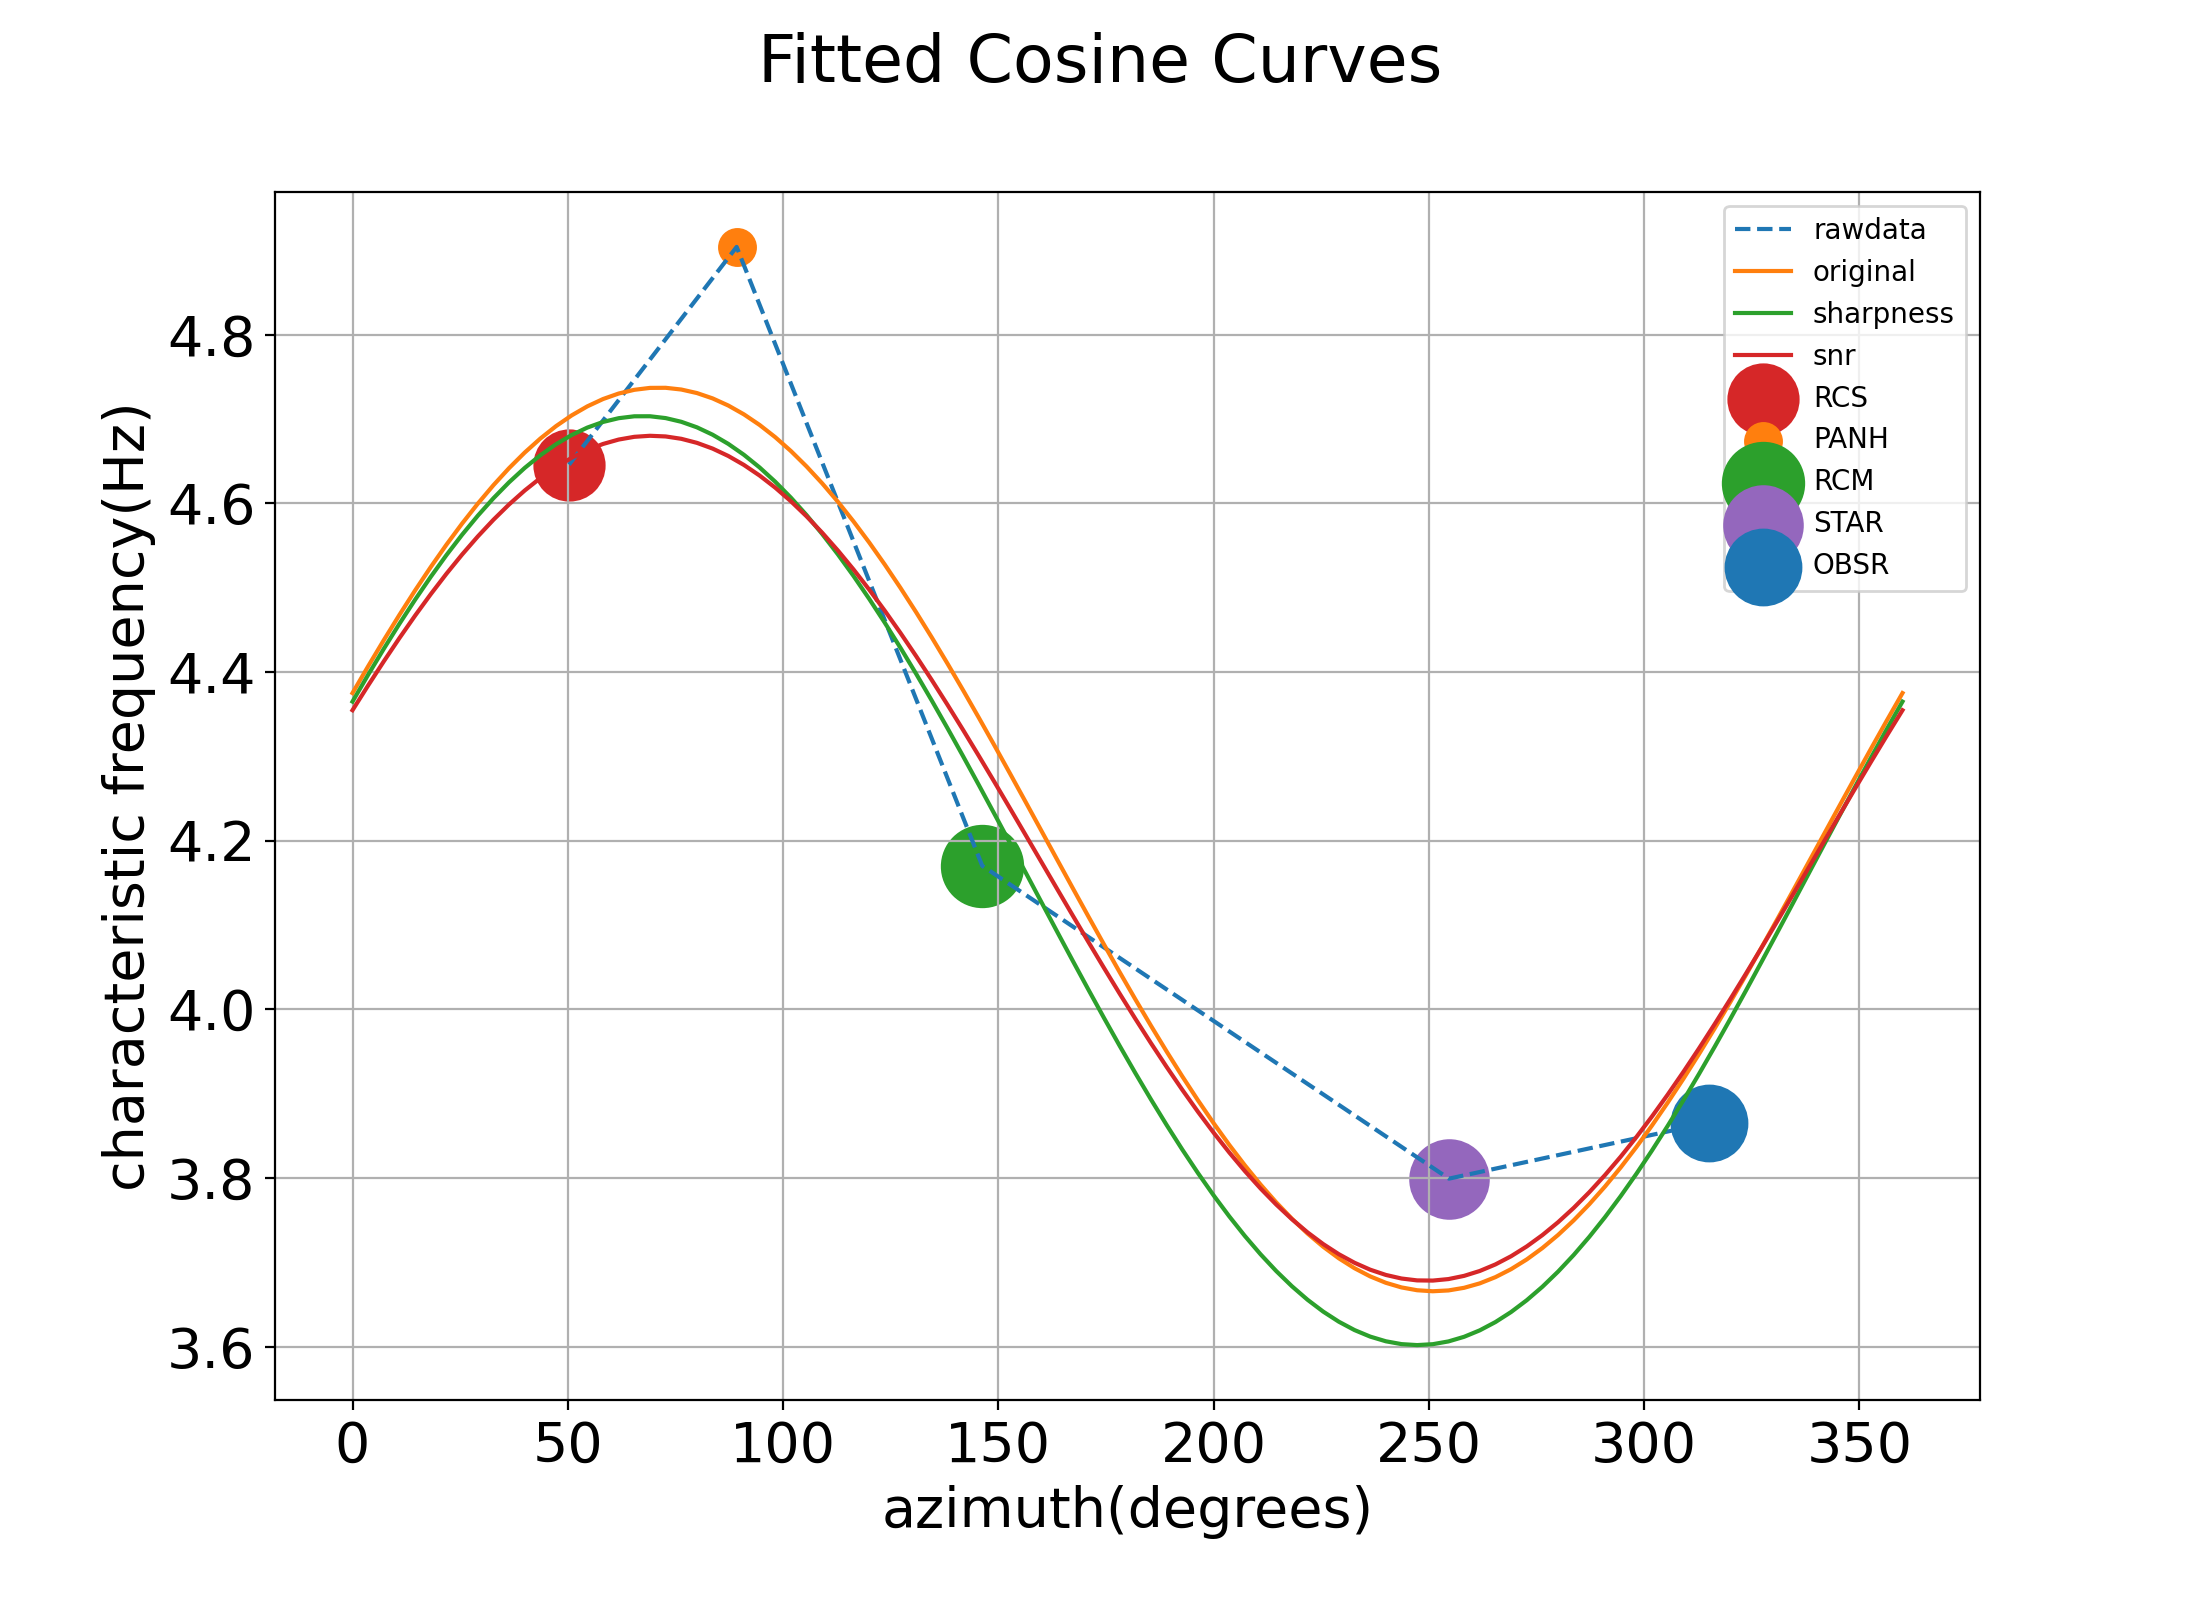 Fitted Cosine Curves
rawdata
original
sharpness
snr
RCS
PANH
RCM
STAR
OBSR
characteristic frequency(Hz)
4.8
4.6
4.4
4.2
4.0
3.8
3.6
0 50 100 150 200 250 300 350
azimuth(degrees)